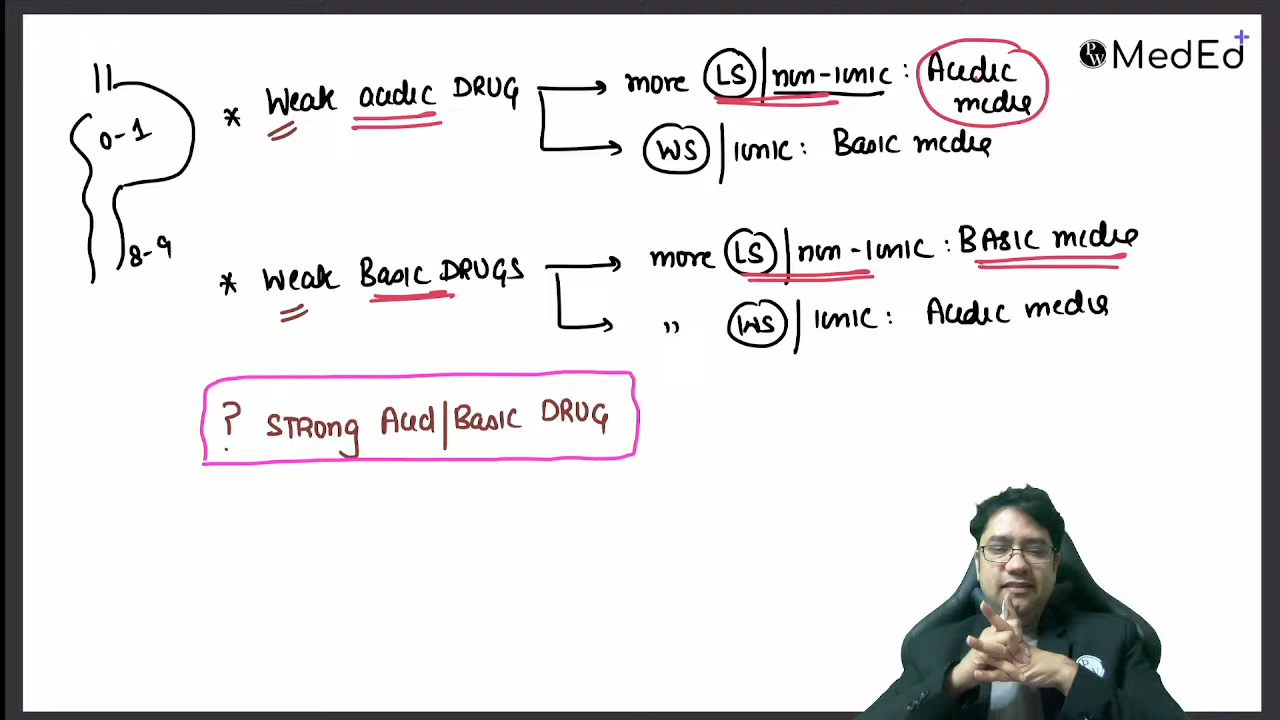 PW MedEd+
0-1
8-9
* Weak acidic DRUG → more LS | non-ionic : Acidic media
→ WS | IONIC : Basic media
* Weak Basic DRUGS → more LS | non-IONIC : BASIC media
→ " WS | IONIC : Acidic media
? STRONG Acid | Basic DRUG